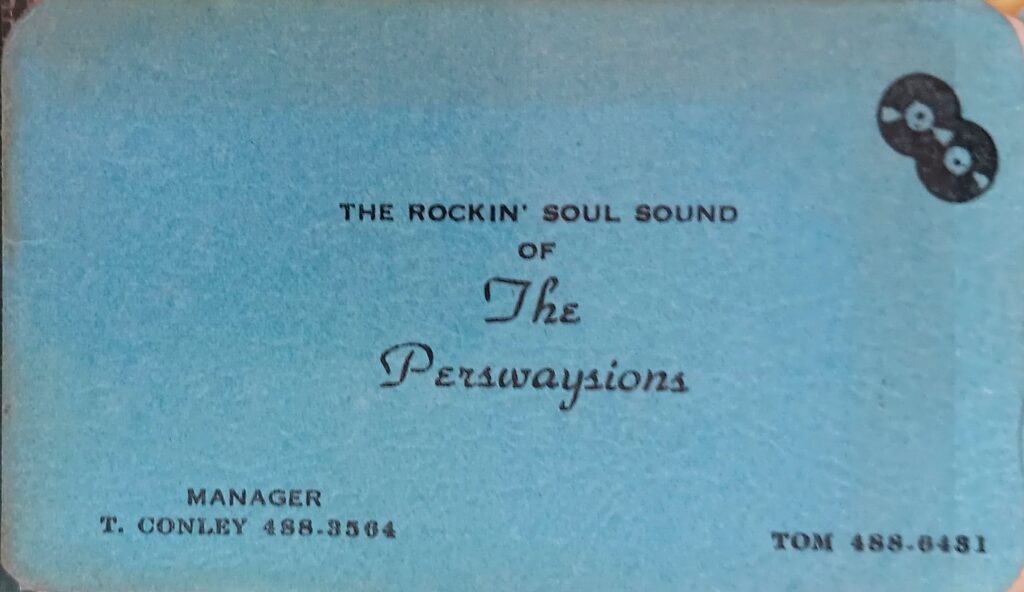 THE ROCKIN' SOUL SOUND
OF
The
Perswaysions
MANAGER
T. CONLEY 488-3564
TOM 488-6431